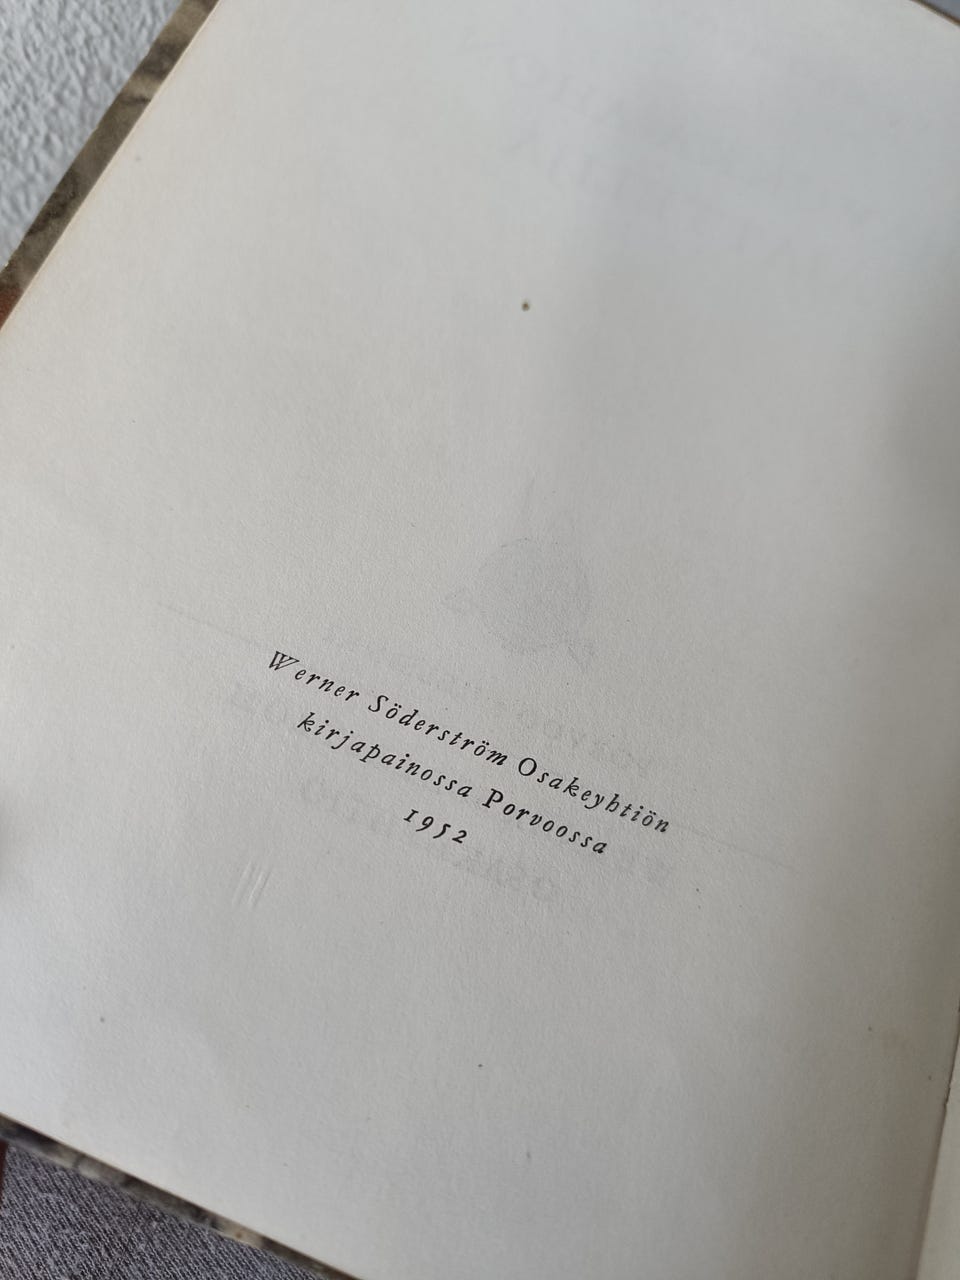 Werner Söderström Osakeyhtiön
kirjapainossa Porvoossa
1952